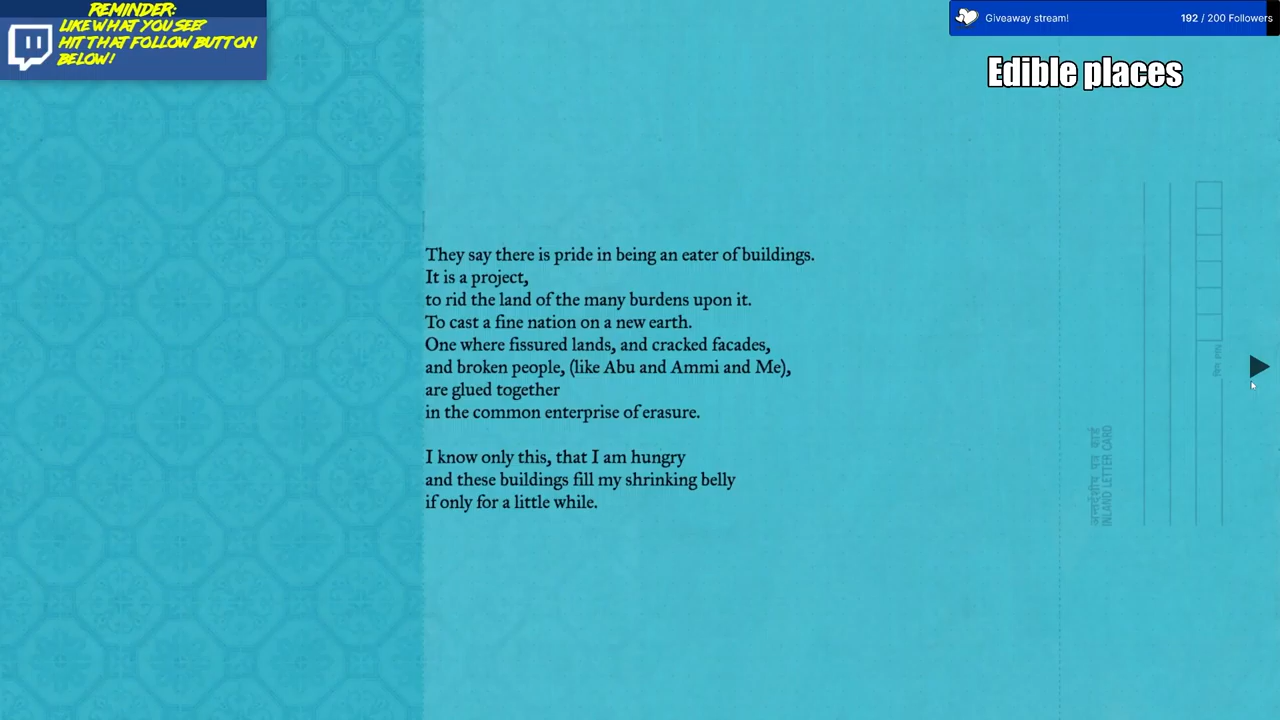 REMINDER:
LIKE WHAT YOU SEE?
HIT THAT FOLLOW BUTTON
BELOW!
Giveaway stream!
192 / 200 Followers
Edible places
They say there is pride in being an eater of buildings.
It is a project,
to rid the land of the many burdens upon it.
To cast a fine nation on a new earth.
One where fissured lands, and cracked facades,
and broken people, (like Abu and Ammi and Me),
are glued together
in the common enterprise of erasure.
I know only this, that I am hungry
and these buildings fill my shrinking belly
if only for a little while.
अन्तर्देशीय पत्र कार्ड
INLAND LETTER CARD